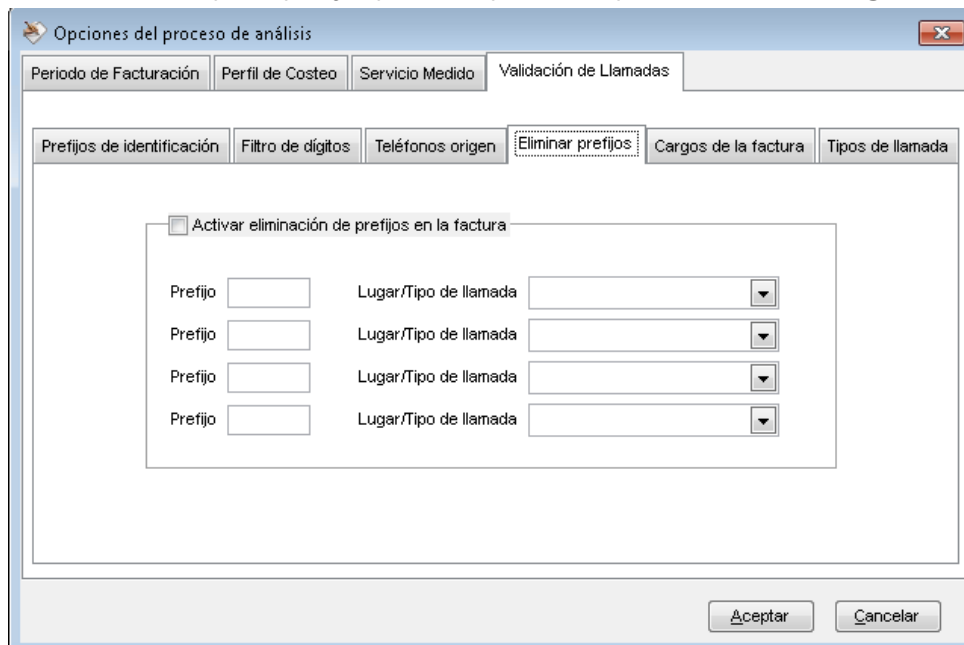 Opciones del proceso de análisis
Periodo de Facturación Perfil de Costeo Servicio Medido Validación de Llamadas
Prefijos de identificación Filtro de dígitos Teléfonos origen Eliminar prefijos Cargos de la factura Tipos de llamada
Activar eliminación de prefijos en la factura
Prefijo Lugar/Tipo de llamada
Prefijo Lugar/Tipo de llamada
Prefijo Lugar/Tipo de llamada
Prefijo Lugar/Tipo de llamada
Aceptar Cancelar